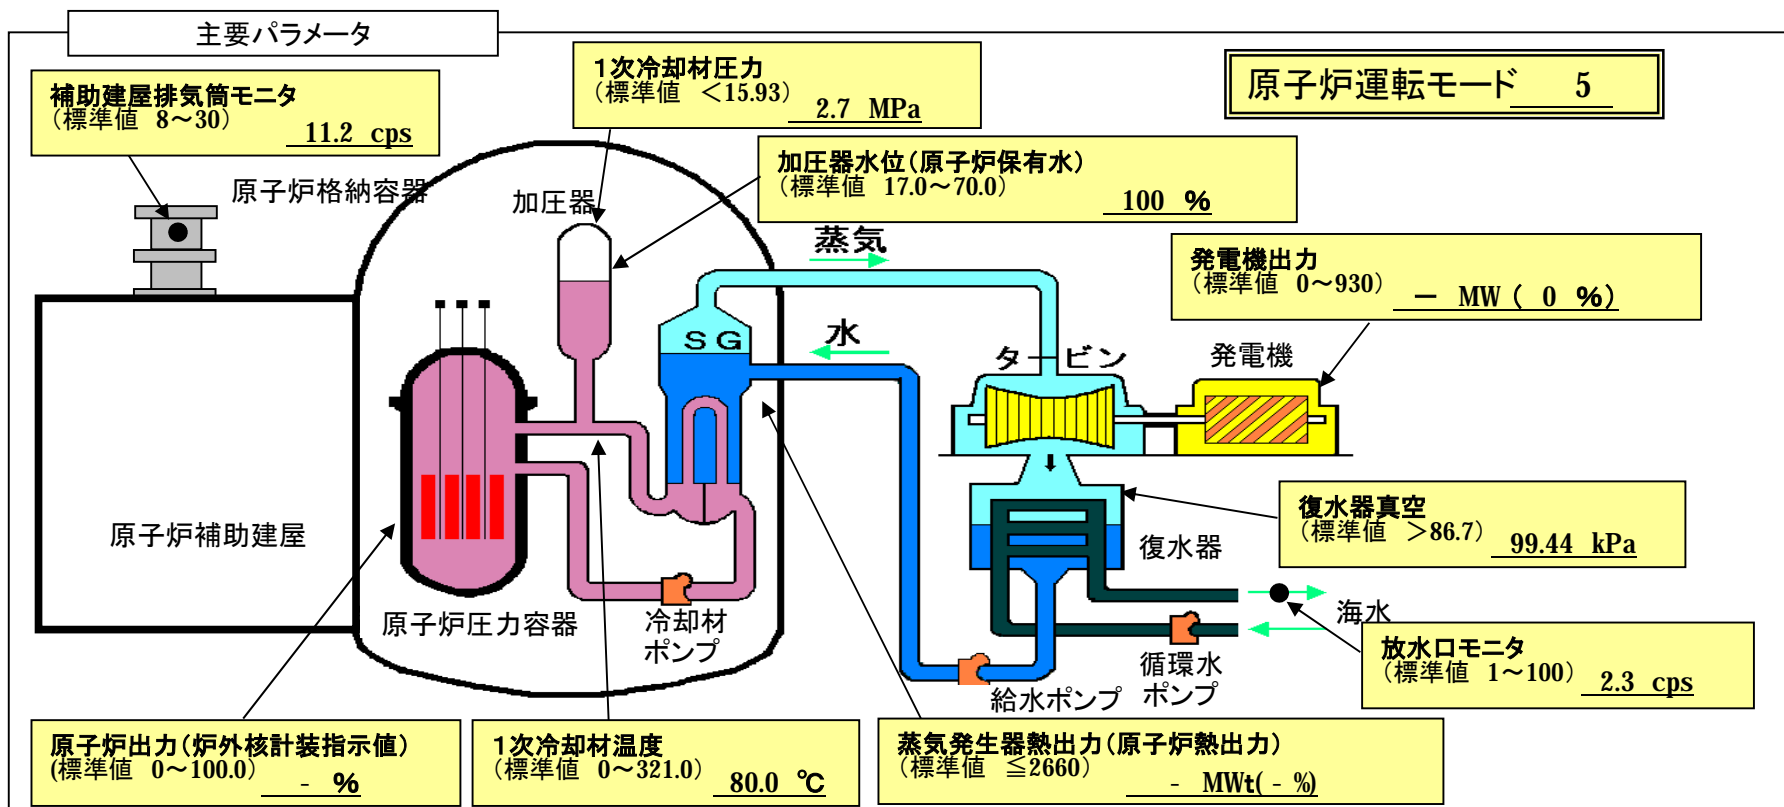 主要パラメータ
補助建屋排気筒モニタ
(標準値 8～30)
11.2 cps
1次冷却材圧力
(標準値 ＜15.93)
2.7 MPa
原子炉運転モード 5
加圧器水位(原子炉保有水)
(標準値 17.0～70.0)
100 %
原子炉格納容器
加圧器
蒸気
発電機出力
(標準値 0～930)
－ MW ( 0 %)
水
SG
タービン
発電機
原子炉補助建屋
復水器真空
(標準値 ＞86.7)
99.44 kPa
復水器
原子炉圧力容器
冷却材
ポンプ
海水
循環水
ポンプ
給水ポンプ
放水口モニタ
(標準値 1～100)
2.3 cps
原子炉出力(炉外核計装指示値)
(標準値 0～100.0)
- %
1次冷却材温度
(標準値 0～321.0)
80.0 ℃
蒸気発生器熱出力(原子炉熱出力)
(標準値 ≦2660)
- MWt( - %)